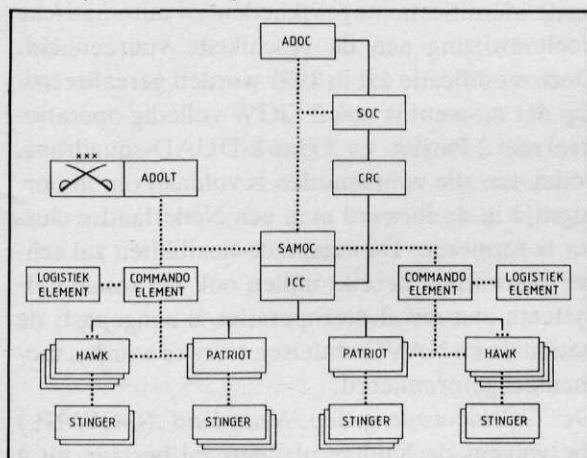 ADOC
SOC
×××
ADOLT
CRC
SAMOC
ICC
LOGISTIEK
ELEMENT
COMMANDO
ELEMENT
COMMANDO
ELEMENT
LOGISTIEK
ELEMENT
HAWK
PATRIOT
PATRIOT
HAWK
STINGER
STINGER
STINGER
STINGER